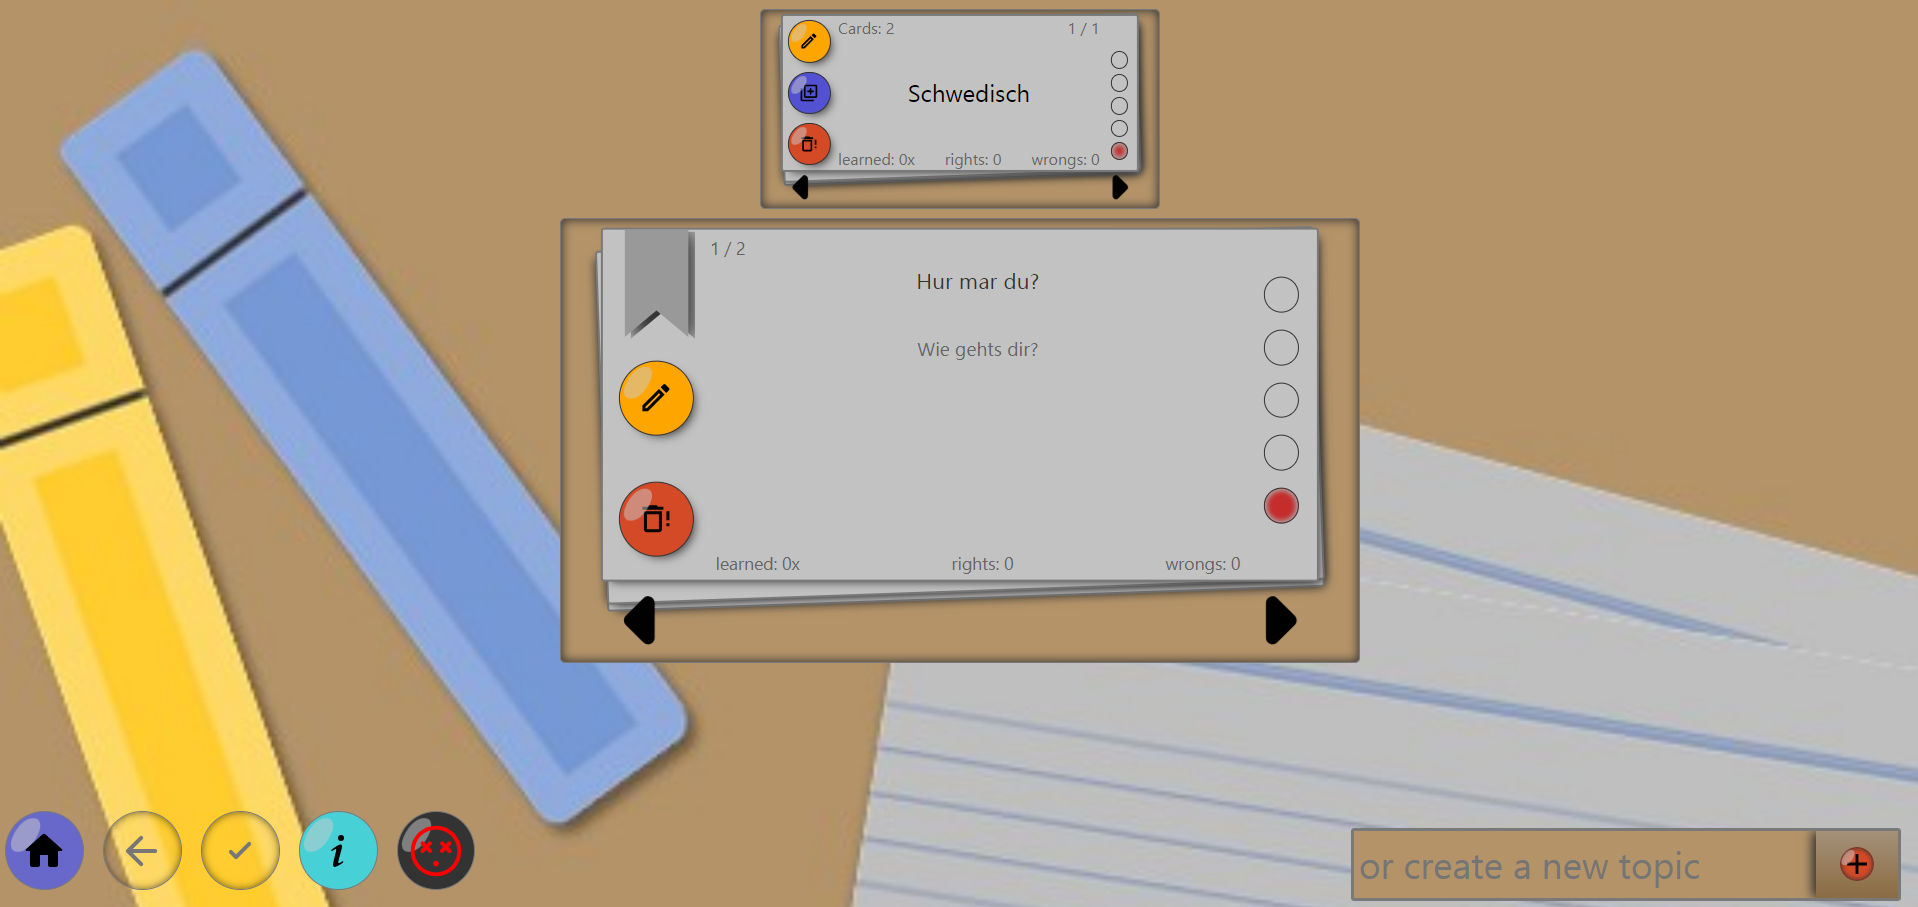 Cards: 2 1 / 1
Schwedisch
learned: 0x rights: 0 wrongs: 0
1 / 2
Hur mar du?
Wie gehts dir?
learned: 0x rights: 0 wrongs: 0
i
or create a new topic